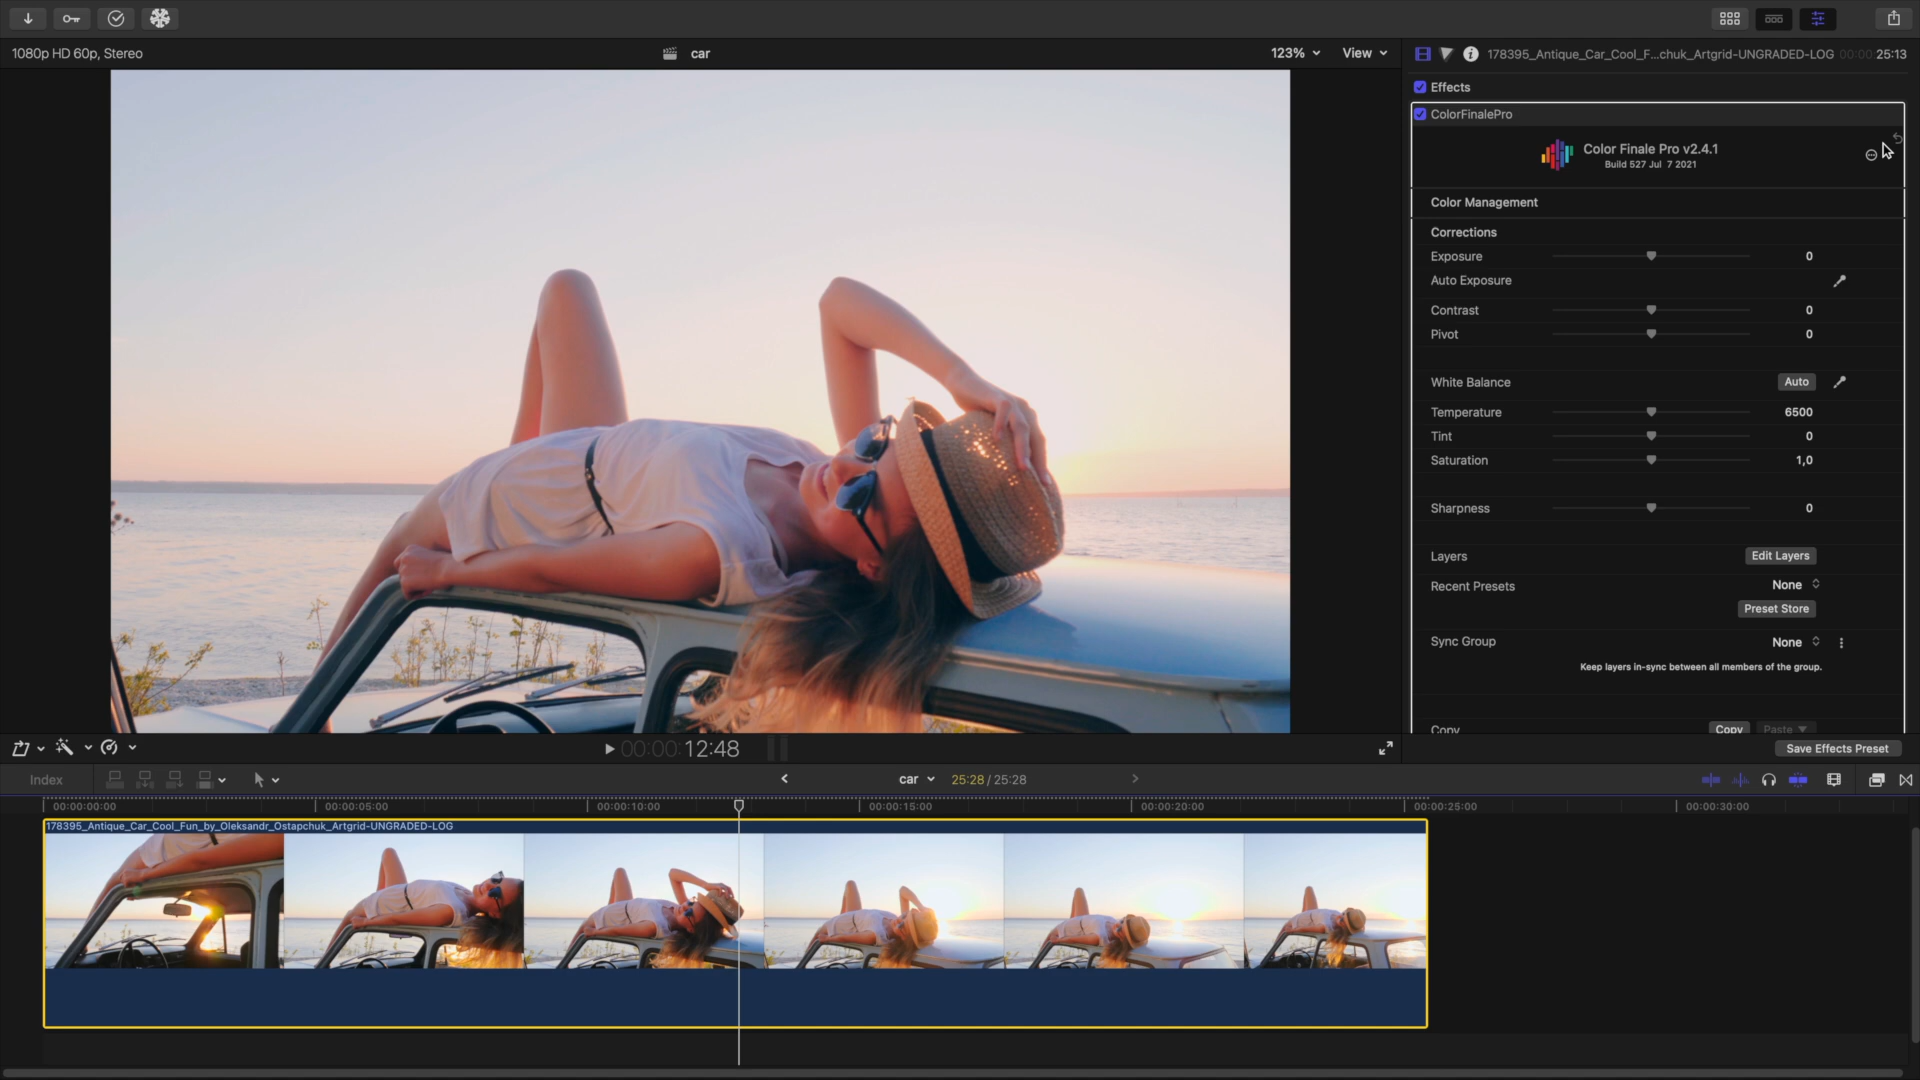 1080p HD 60p, Stereo
car
123%
View
178395_Antique_Car_Cool_F...chuk_Artgrid-UNGRADED-LOG
00:00:25:13
Effects
ColorFinalePro
Color Finale Pro v2.4.1
Build 527 Jul 7 2021
Color Management
Corrections
Exposure 0
Auto Exposure
Contrast 0
Pivot 0
White Balance Auto
Temperature 6500
Tint 0
Saturation 1,0
Sharpness 0
Layers Edit Layers
Recent Presets None
Preset Store
Sync Group None
Keep layers in-sync between all members of the group.
Copy Copy Paste
00:00:12:48
Save Effects Preset
Index
car 25:28 / 25:28
00:00:00:00 00:00:05:00 00:00:10:00 00:00:15:00 00:00:20:00 00:00:25:00 00:00:30:00
178395_Antique_Car_Cool_Fun_by_Oleksandr_Ostapchuk_Artgrid-UNGRADED-LOG